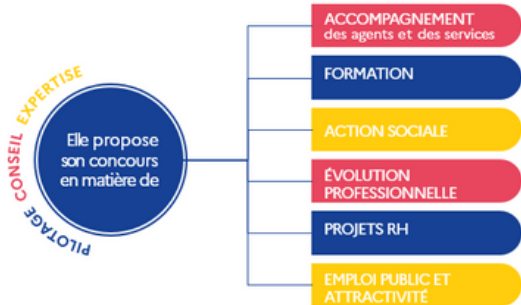 PILOTAGE CONSEIL EXPERTISE
Elle propose
son concours
en matière de
ACCOMPAGNEMENT
des agents et des services
FORMATION
ACTION SOCIALE
ÉVOLUTION
PROFESSIONNELLE
PROJETS RH
EMPLOI PUBLIC ET
ATTRACTIVITÉ